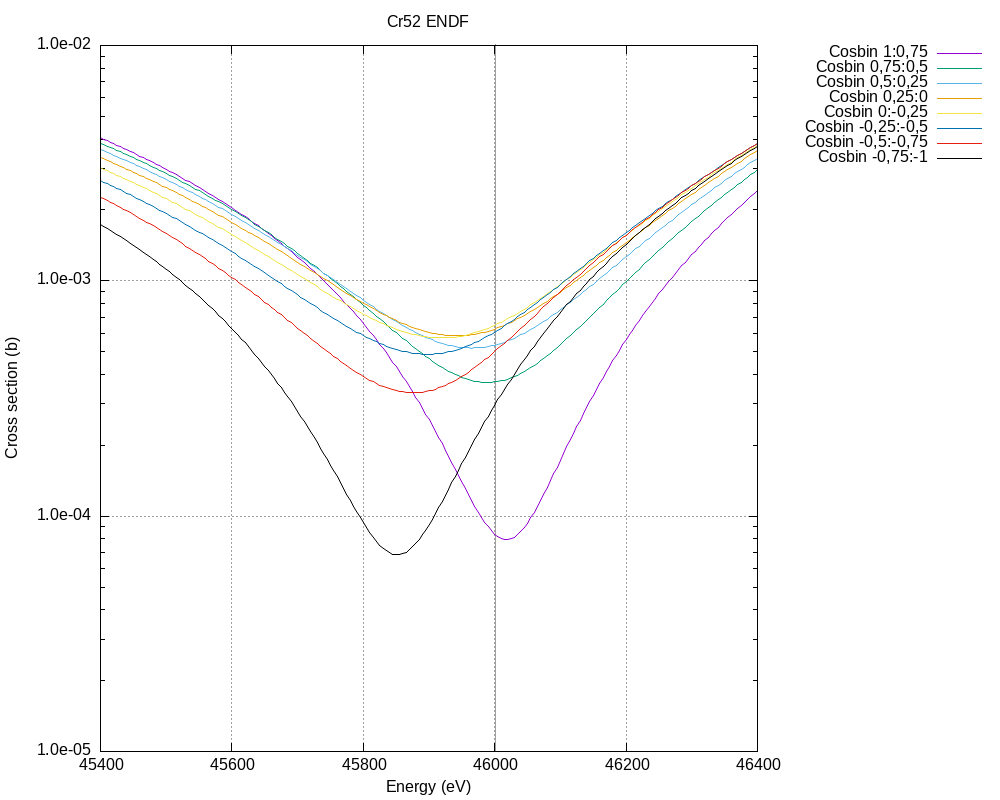 Cr52 ENDF
1.0e-02
1.0e-03
1.0e-04
1.0e-05
Cross section (b)
45400 45600 45800 46000 46200 46400
Energy (eV)
Cosbin 1:0,75
Cosbin 0,75:0,5
Cosbin 0,5:0,25
Cosbin 0,25:0
Cosbin 0:-0,25
Cosbin -0,25:-0,5
Cosbin -0,5:-0,75
Cosbin -0,75:-1